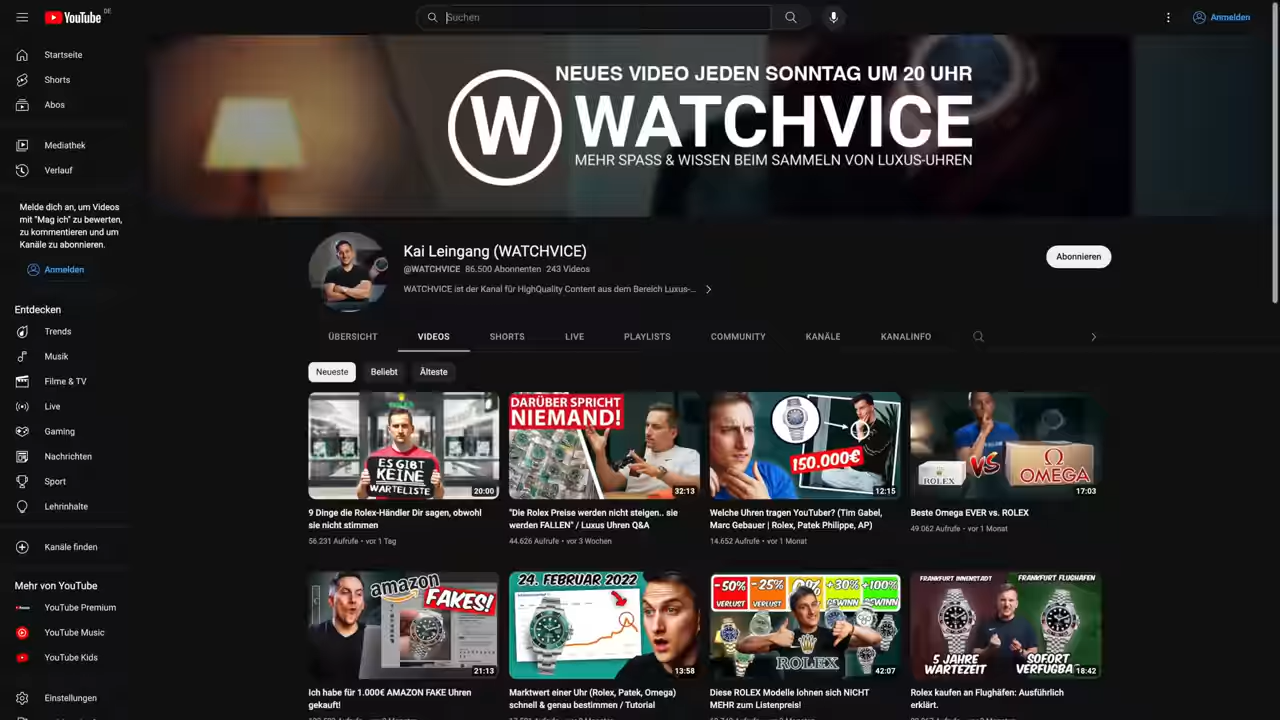 YouTube DE
Suchen
Anmelden
Startseite
Shorts
Abos
Mediathek
Verlauf
Melde dich an, um Videos
mit "Mag ich" zu bewerten,
zu kommentieren und um
Kanäle zu abonnieren.
Anmelden
Entdecken
Trends
Musik
Filme & TV
Live
Gaming
Nachrichten
Sport
Lehrinhalte
Kanäle finden
Mehr von YouTube
YouTube Premium
YouTube Music
YouTube Kids
Einstellungen
NEUES VIDEO JEDEN SONNTAG UM 20 UHR
W WATCHVICE
MEHR SPASS & WISSEN BEIM SAMMELN VON LUXUS-UHREN
Kai Leingang (WATCHVICE)
@WATCHVICE 86.500 Abonnenten 243 Videos
WATCHVICE ist der Kanal für HighQuality Content aus dem Bereich Luxus-...
Abonnieren
ÜBERSICHT VIDEOS SHORTS LIVE PLAYLISTS COMMUNITY KANÄLE KANALINFO
Neueste Beliebt Älteste
ES GIBT
KEINE
WARTELISTE
20:00
9 Dinge die Rolex-Händler Dir sagen, obwohl
sie nicht stimmen
56.231 Aufrufe • vor 1 Tag
DARÜBER SPRICHT
NIEMAND!
32:13
"Die Rolex Preise werden nicht steigen.. sie
werden FALLEN" / Luxus Uhren Q&A
44.626 Aufrufe • vor 3 Wochen
150.000€
12:15
Welche Uhren tragen YouTuber? (Tim Gabel,
Marc Gebauer | Rolex, Patek Philippe, AP)
14.652 Aufrufe • vor 1 Monat
ROLEX VS Ω OMEGA
17:03
Beste Omega EVER vs. ROLEX
49.062 Aufrufe • vor 1 Monat
amazon
FAKES!
21:13
Ich habe für 1.000€ AMAZON FAKE Uhren
gekauft!
24. FEBRUAR 2022
13:58
Marktwert einer Uhr (Rolex, Patek, Omega)
schnell & genau bestimmen / Tutorial
-50% -25% 0% +30% +100%
VERLUST VERLUST GEWINN GEWINN
ROLEX
42:07
Diese ROLEX Modelle lohnen sich NICHT
MEHR zum Listenpreis!
FRANKFURT INNENSTADT FRANKFURT FLUGHAFEN
5 JAHRE
WARTEZEIT
SOFORT
VERFÜGBAR
18:42
Rolex kaufen an Flughäfen: Ausführlich
erklärt.